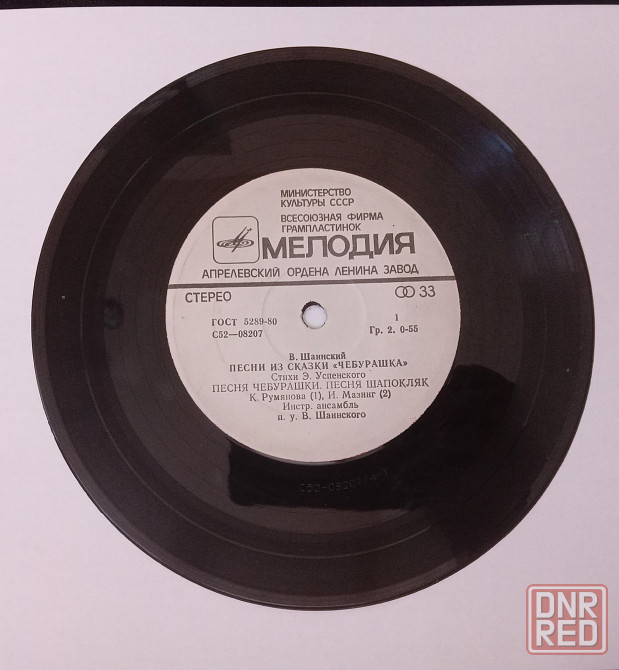 МИНИСТЕРСТВО
КУЛЬТУРЫ СССР
ВСЕСОЮЗНАЯ ФИРМА
ГРАМПЛАСТИНОК
МЕЛОДИЯ
АПРЕЛЕВСКИЙ ОРДЕНА ЛЕНИНА ЗАВОД
СТЕРЕО 33
ГОСТ 5289-80 1
С52—08207 Гр. 2. 0-55
В. Шаинский
ПЕСНИ ИЗ СКАЗКИ «ЧЕБУРАШКА»
Стихи Э. Успенского
ПЕСНЯ ЧЕБУРАШКИ. ПЕСНЯ ШАПОКЛЯК
К. Румянова (1), И. Мазинг (2)
Инстр. ансамбль
п. у. В. Шаинского
DNR
RED